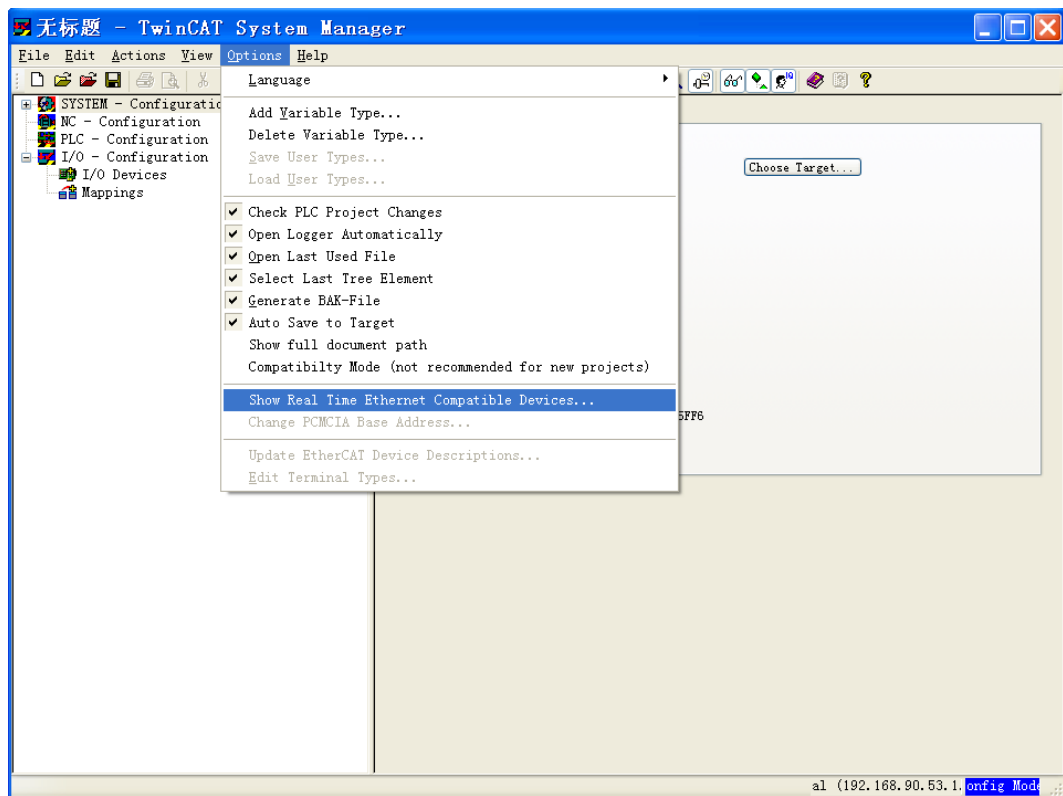 无标题 - TwinCAT System Manager
File Edit Actions View Options Help
Language
SYSTEM - Configuratio
Add Variable Type...
NC - Configuration
Delete Variable Type...
PLC - Configuration
Save User Types...
I/O - Configuration
Choose Target...
I/O Devices
Load User Types...
Mappings
Check PLC Project Changes
Open Logger Automatically
Open Last Used File
Select Last Tree Element
Generate BAK-File
Auto Save to Target
Show full document path
Compatibilty Mode (not recommended for new projects)
Show Real Time Ethernet Compatible Devices...
5FF6
Change PCMCIA Base Address...
Update EtherCAT Device Descriptions...
Edit Terminal Types...
al (192.168.90.53.1. onfig Mode